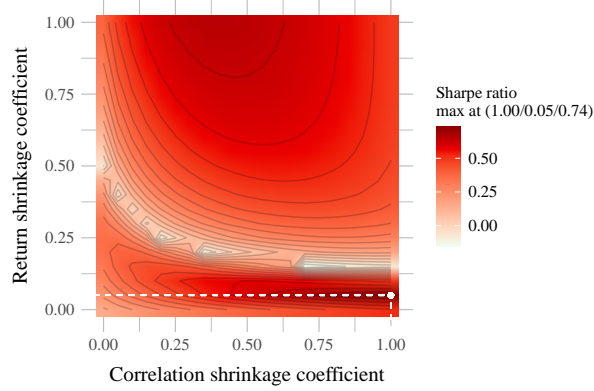 Return shrinkage coefficient
1.00
0.75
0.50
0.25
0.00
0.00 0.25 0.50 0.75 1.00
Correlation shrinkage coefficient
Sharpe ratio
max at (1.00/0.05/0.74)
0.50
0.25
0.00